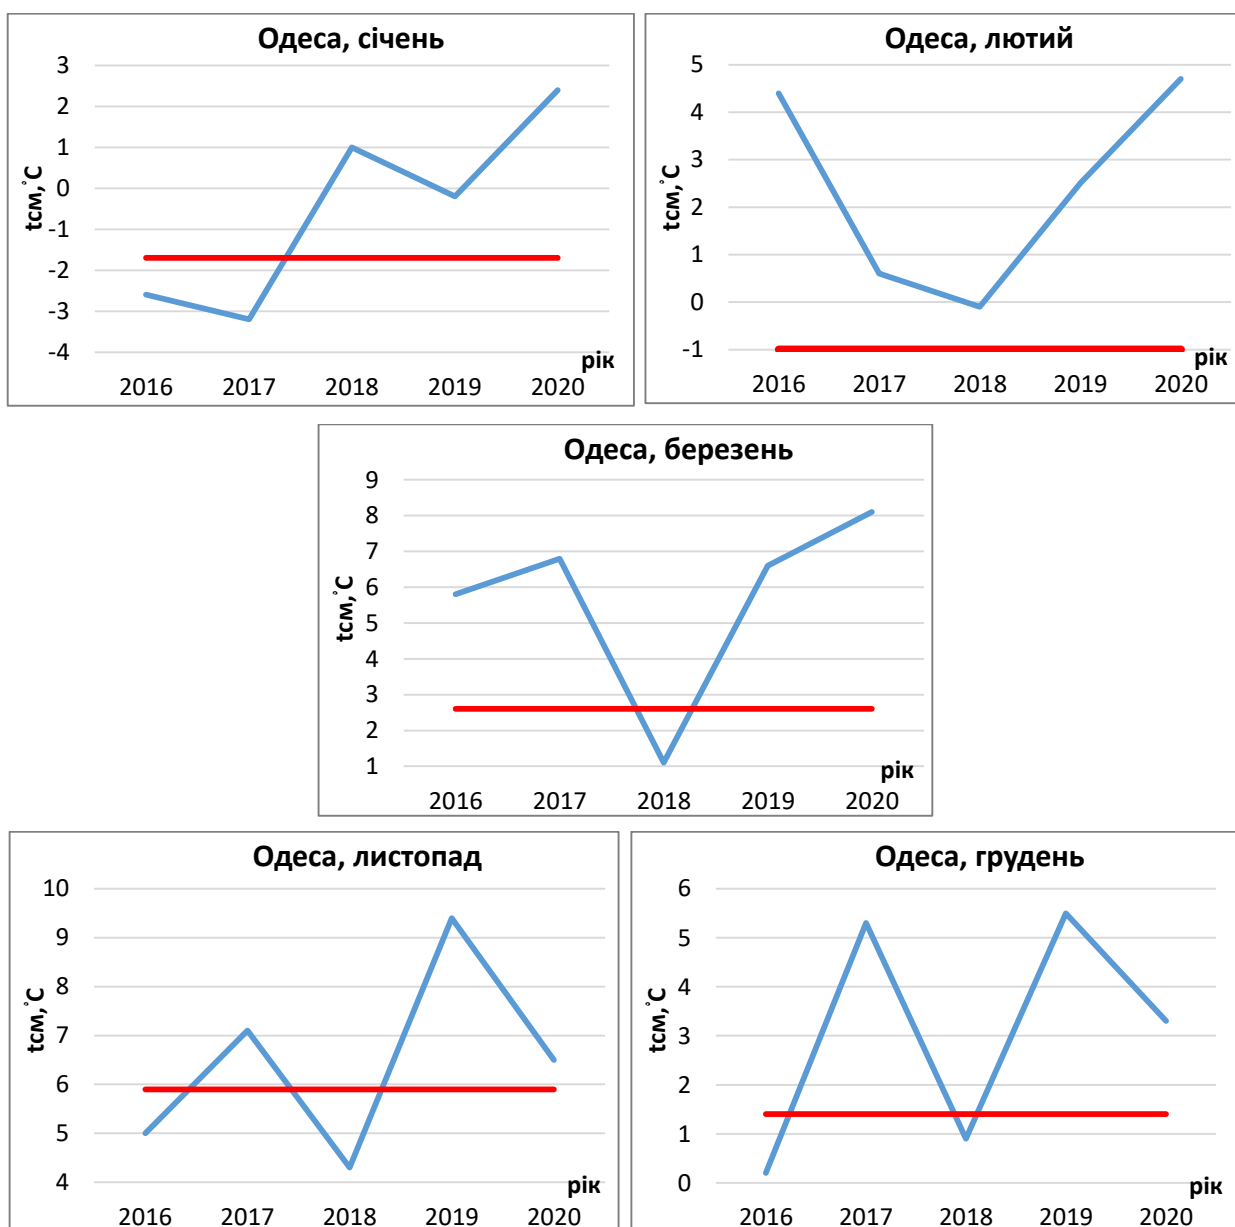 Одеса, січень
3
2
1
0
-1
-2
-3
-4
tсм,°С
рік
2016 2017 2018 2019 2020
Одеса, лютий
5
4
3
2
1
0
-1
tсм,°С
рік
2016 2017 2018 2019 2020
Одеса, березень
9
8
7
6
5
4
3
2
1
tсм,°С
рік
2016 2017 2018 2019 2020
Одеса, листопад
10
9
8
7
6
5
4
tсм,°С
рік
2016 2017 2018 2019 2020
Одеса, грудень
6
5
4
3
2
1
0
tсм,°С
рік
2016 2017 2018 2019 2020